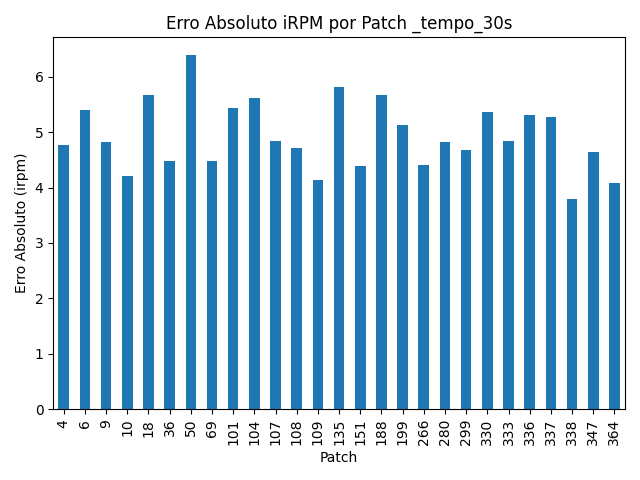 Erro Absoluto iRPM por Patch _tempo_30s
Erro Absoluto (irpm)
6
5
4
3
2
1
0
4 6 9 10 18 36 50 69 101 104 107 108 109 135 151 188 199 266 280 299 330 333 336 337 338 347 364
Patch